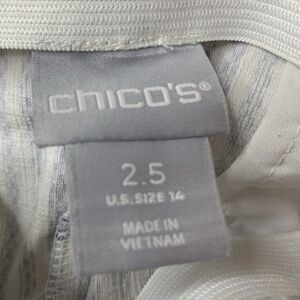 chico's®
2.5
U.S. SIZE 14
MADE IN
VIETNAM